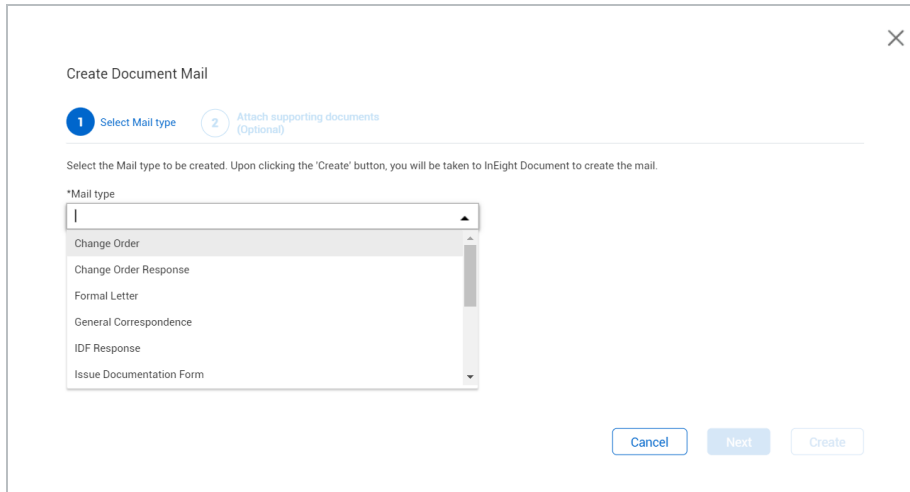 Create Document Mail
1 Select Mail type 2 Attach supporting documents
(Optional)
Select the Mail type to be created. Upon clicking the 'Create' button, you will be taken to InEight Document to create the mail.
*Mail type
Change Order
Change Order Response
Formal Letter
General Correspondence
IDF Response
Issue Documentation Form
Cancel Next Create